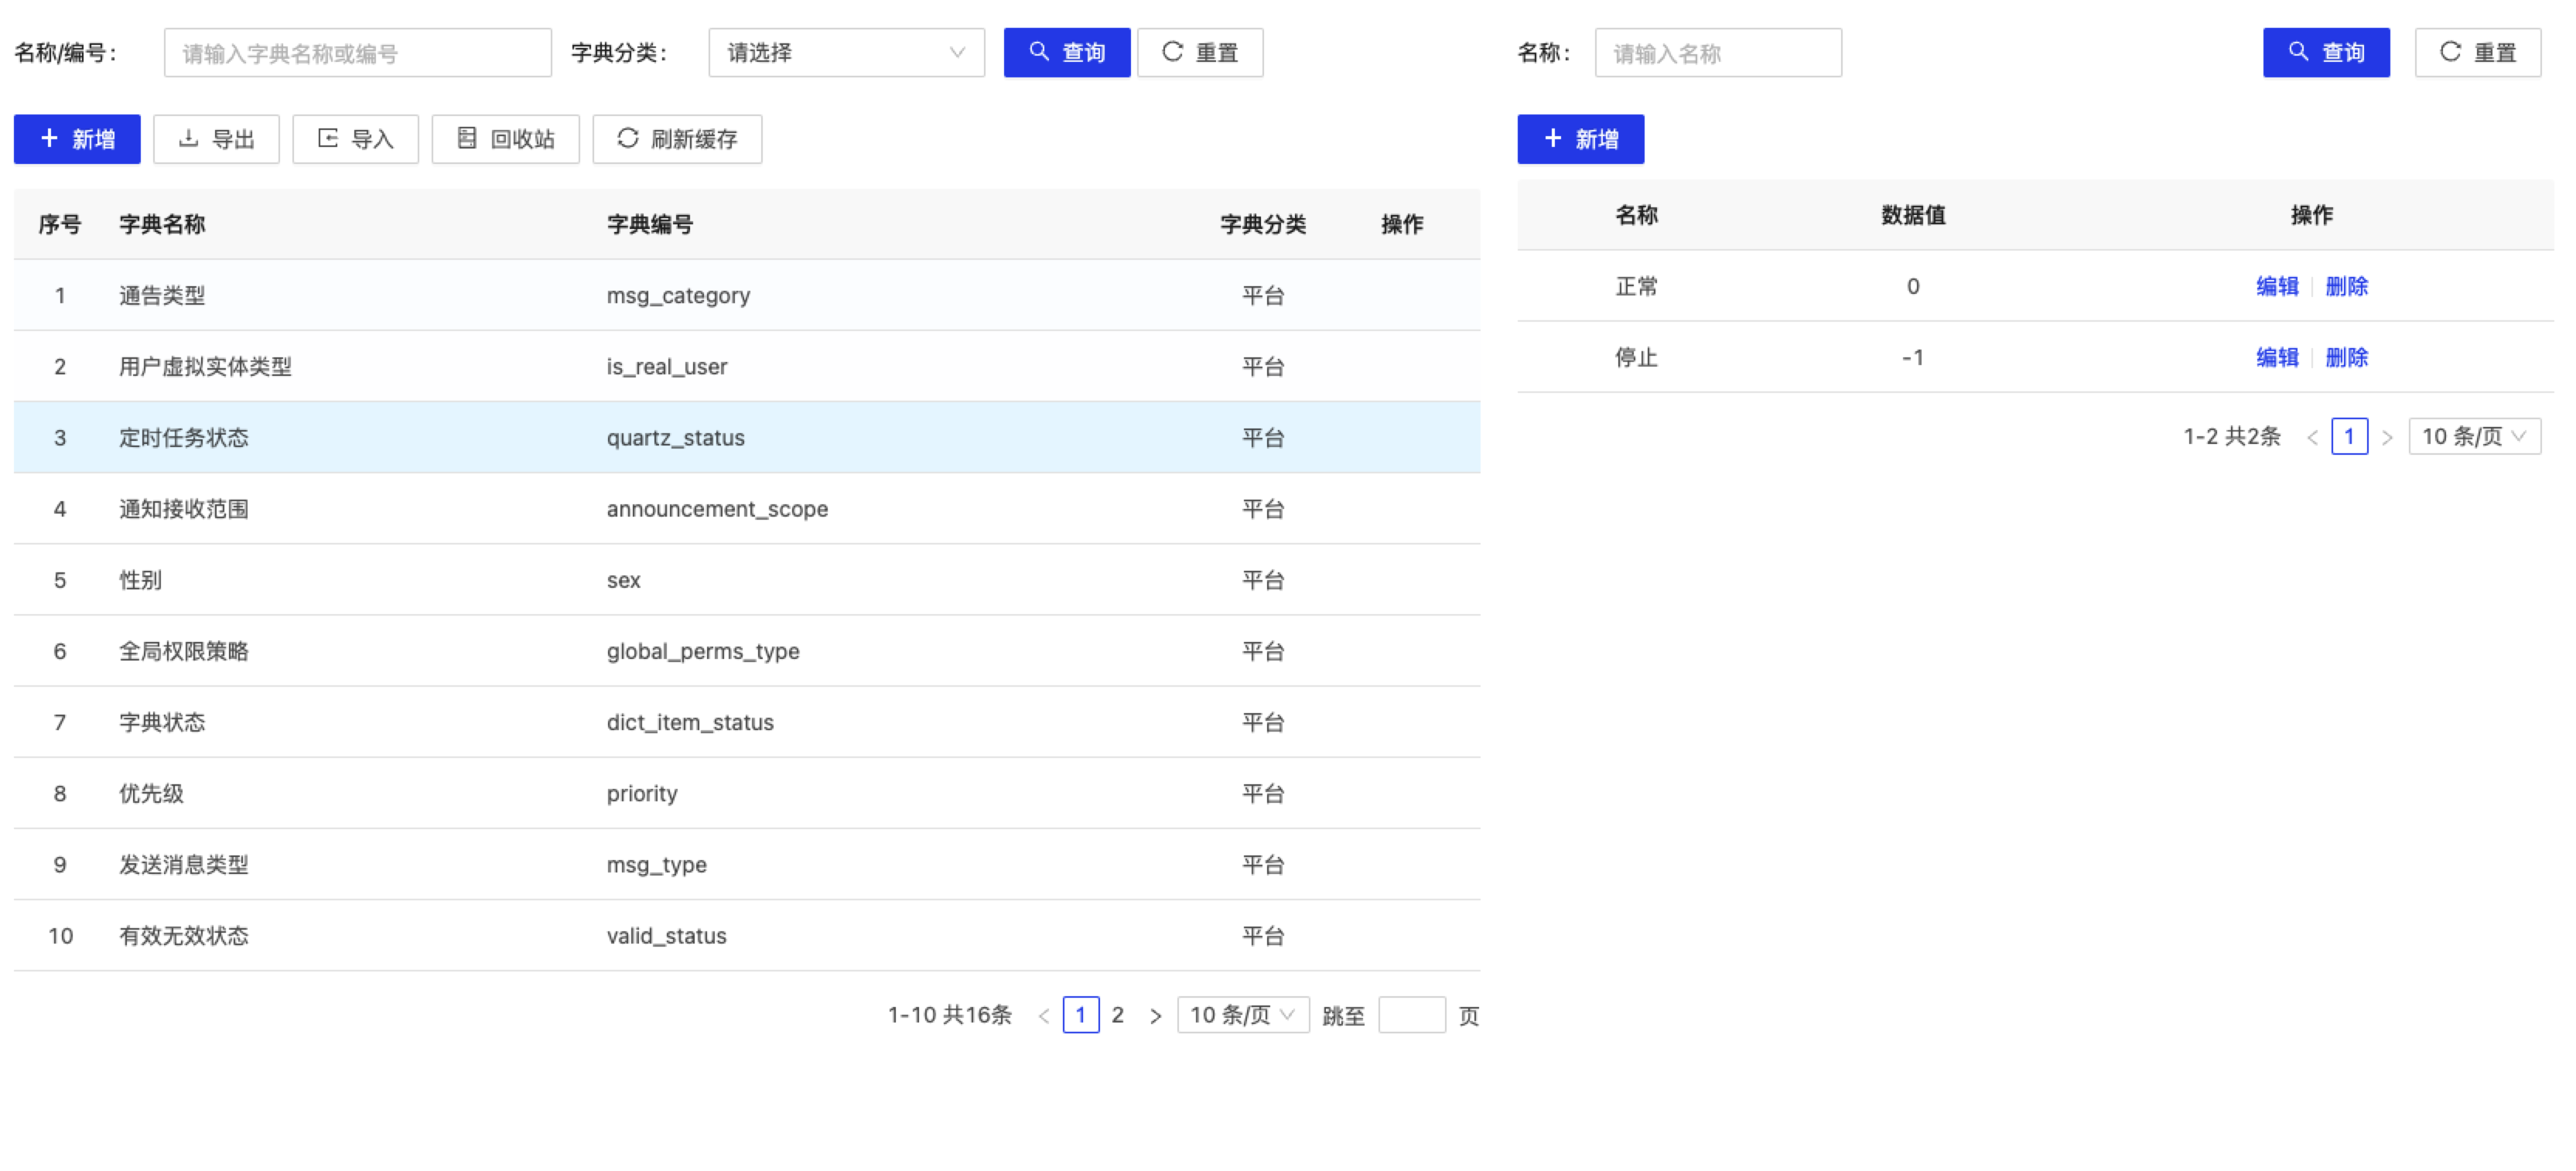 名称/编号： 请输入字典名称或编号 字典分类： 请选择 查询 重置
新增 导出 导入 回收站 刷新缓存
序号 字典名称 字典编号 字典分类 操作
1 通告类型 msg_category 平台
2 用户虚拟实体类型 is_real_user 平台
3 定时任务状态 quartz_status 平台
4 通知接收范围 announcement_scope 平台
5 性别 sex 平台
6 全局权限策略 global_perms_type 平台
7 字典状态 dict_item_status 平台
8 优先级 priority 平台
9 发送消息类型 msg_type 平台
10 有效无效状态 valid_status 平台
1-10 共16条 < 1 2 > 10 条/页 跳至 页
名称： 请输入名称 查询 重置
新增
名称 数据值 操作
正常 0 编辑 删除
停止 -1 编辑 删除
1-2 共2条 < 1 > 10 条/页